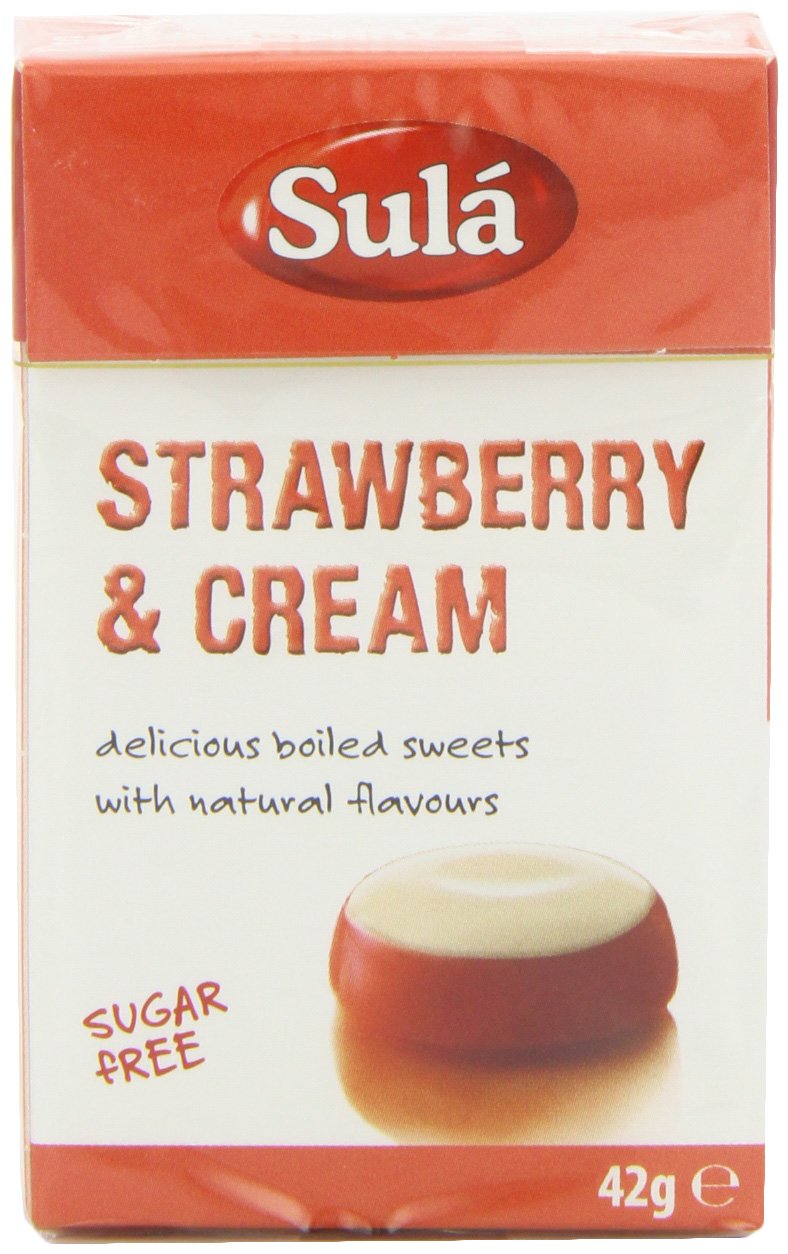 Sulá
STRAWBERRY
& CREAM
delicious boiled sweets
with natural flavours
SUGAR
fREE
42g ℮